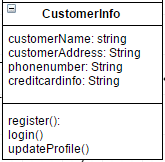 CustomerInfo
customerName: string
customerAddress: String
phonenumber: String
creditcardinfo: String
register():
login()
updateProfile()